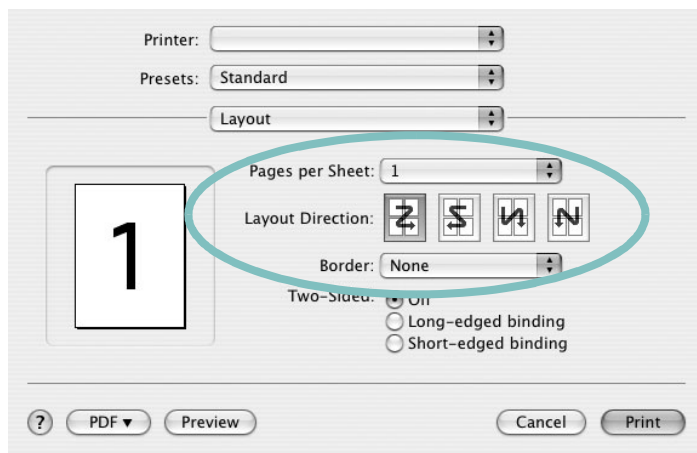 Printer:
Presets: Standard
Layout
Pages per Sheet: 1
Layout Direction:
Border: None
1
Two-Sided: Off
Long-edged binding
Short-edged binding
? PDF▼ Preview Cancel Print